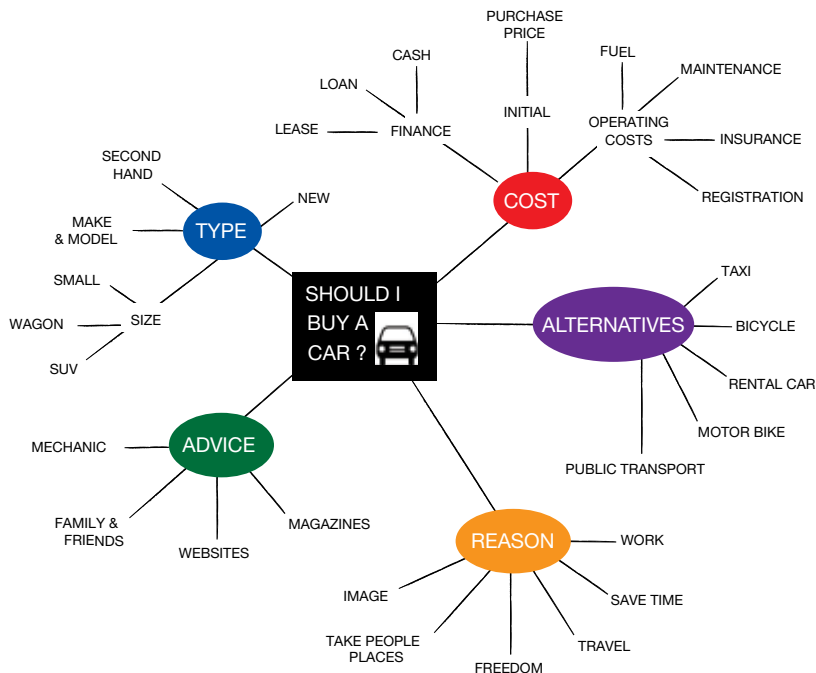 SHOULD I
BUY A
CAR ?
COST
PURCHASE
PRICE
INITIAL
FINANCE
CASH
LOAN
LEASE
OPERATING
COSTS
FUEL
MAINTENANCE
INSURANCE
REGISTRATION
ALTERNATIVES
TAXI
BICYCLE
RENTAL CAR
MOTOR BIKE
PUBLIC TRANSPORT
REASON
WORK
SAVE TIME
TRAVEL
FREEDOM
TAKE PEOPLE
PLACES
IMAGE
ADVICE
MAGAZINES
WEBSITES
FAMILY &
FRIENDS
MECHANIC
TYPE
NEW
SECOND
HAND
MAKE
& MODEL
SIZE
SMALL
WAGON
SUV